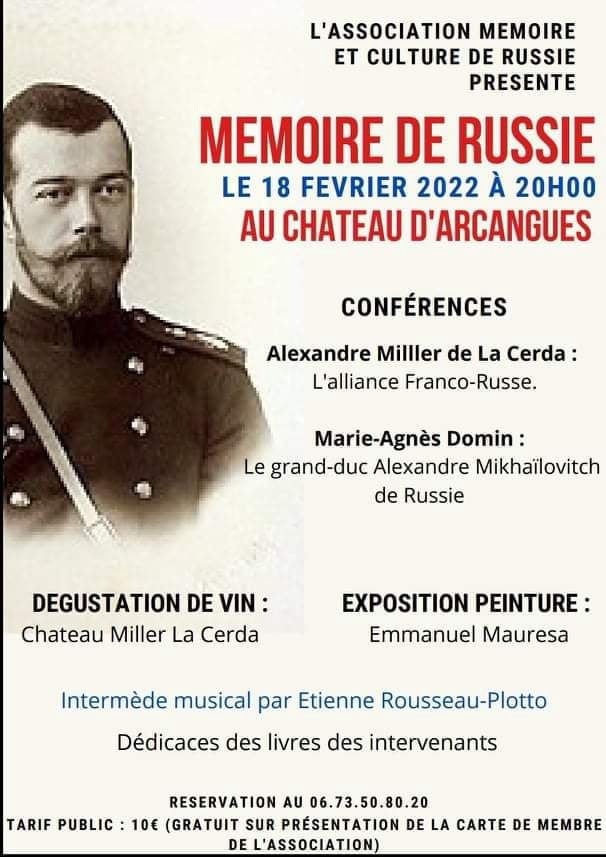 L'ASSOCIATION MEMOIRE
ET CULTURE DE RUSSIE
PRESENTE
MEMOIRE DE RUSSIE
LE 18 FEVRIER 2022 À 20H00
AU CHATEAU D'ARCANGUES
CONFÉRENCES
Alexandre Milller de La Cerda :
L'alliance Franco-Russe.
Marie-Agnès Domin :
Le grand-duc Alexandre Mikhaïlovitch
de Russie
DEGUSTATION DE VIN :
Chateau Miller La Cerda
EXPOSITION PEINTURE :
Emmanuel Mauresa
Intermède musical par Etienne Rousseau-Plotto
Dédicaces des livres des intervenants
RESERVATION AU 06.73.50.80.20
TARIF PUBLIC : 10€ (GRATUIT SUR PRÉSENTATION DE LA CARTE DE MEMBRE
DE L'ASSOCIATION)